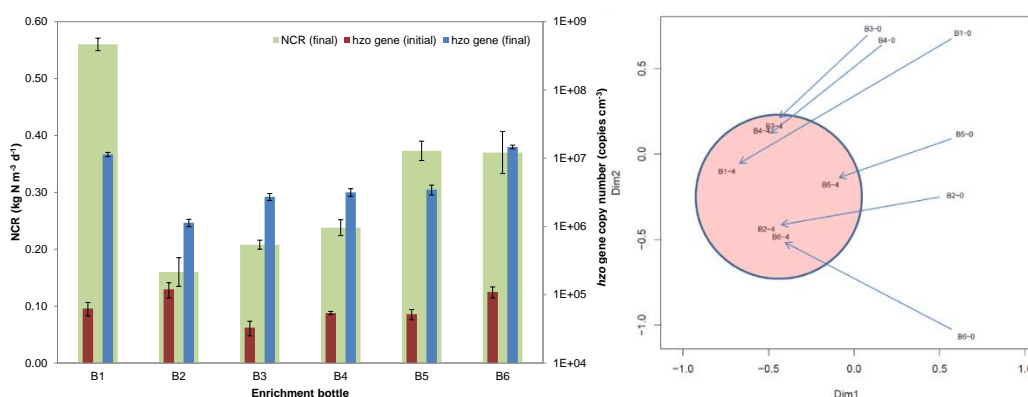 NCR (final) hzo gene (initial) hzo gene (final)
NCR (kg N m⁻³ d⁻¹)
0.60
0.50
0.40
0.30
0.20
0.10
0.00
1E+09
1E+08
1E+07
1E+06
1E+05
1E+04
hzo gene copy number (copies cm⁻³)
B1 B2 B3 B4 B5 B6
Enrichment bottle
B3-0
B4-0
B1-0
B5-0
B2-0
B6-0
B3-4
B4-4
B1-4
B5-4
B2-4
B6-4
Dim2
0.5
0.0
−0.5
−1.0
−1.0 −0.5 0.0 0.5 1.0
Dim1